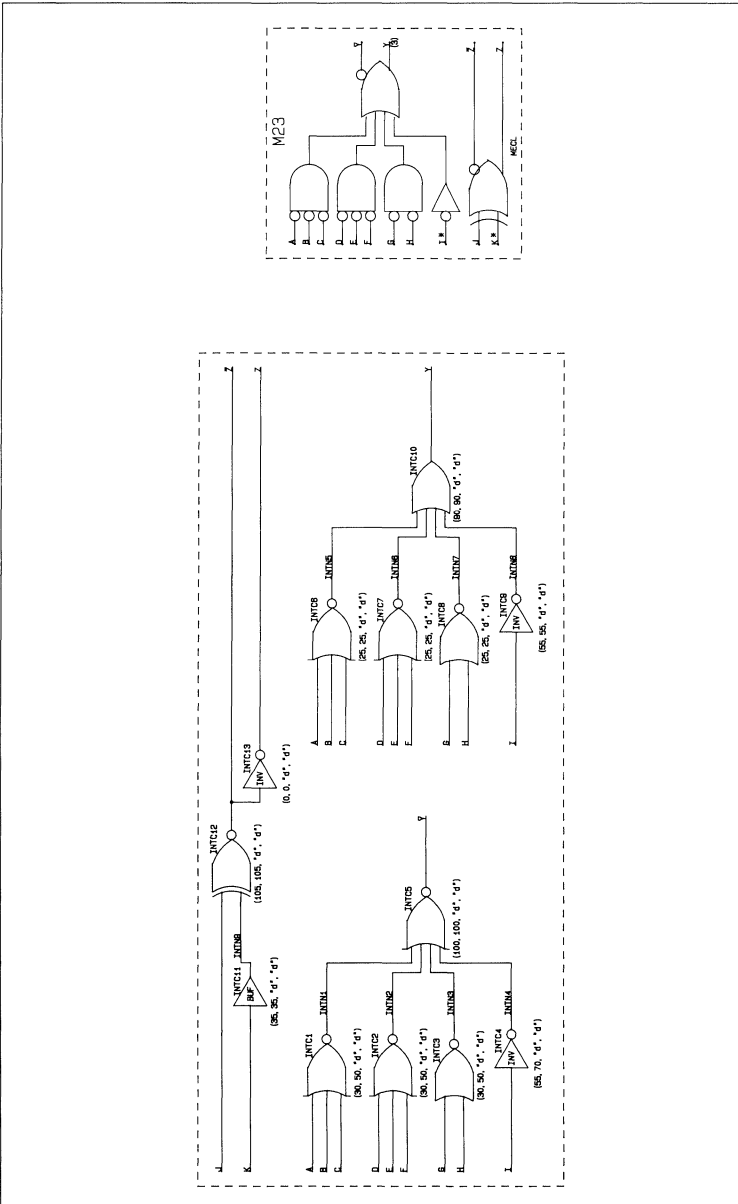 M23
A
B
C
D
E
F
G
H
I*
J
K*
Y
Y
(3)
Z
Z
MECL
J
K
INTC11
BUF
(35, 35, "d", "d")
INTN9
INTC12
(105, 105, "d", "d")
INTC13
INV
(0, 0, "d", "d")
Z
Z
A
B
C
INTC1
(30, 50, "d", "d")
INTN1
D
E
F
INTC2
(30, 50, "d", "d")
INTN2
G
H
INTC3
(30, 50, "d", "d")
INTN3
I
INTC4
INV
(55, 70, "d", "d")
INTN4
INTC5
(100, 100, "d", "d")
Y
A
B
C
INTC6
(25, 25, "d", "d")
INTN5
D
E
F
INTC7
(25, 25, "d", "d")
INTN6
G
H
INTC8
(25, 25, "d", "d")
INTN7
I
INTC9
INV
(55, 55, "d", "d")
INTN8
INTC10
(80, 90, "d", "d")
Y